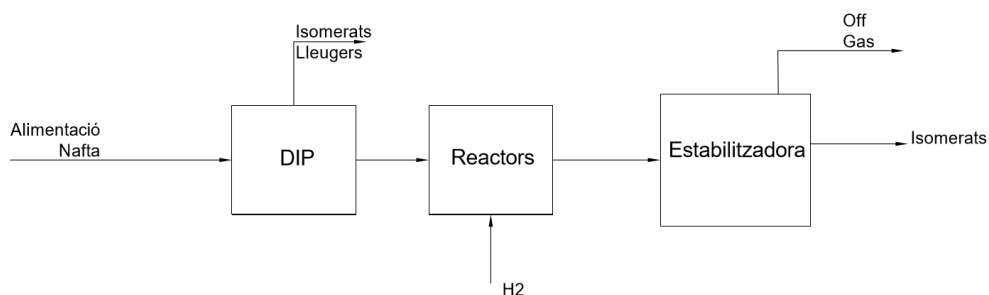 Off
Gas
Isomerats
Lleugers
Alimentació
Nafta
DIP
Reactors
Estabilitzadora
Isomerats
H2